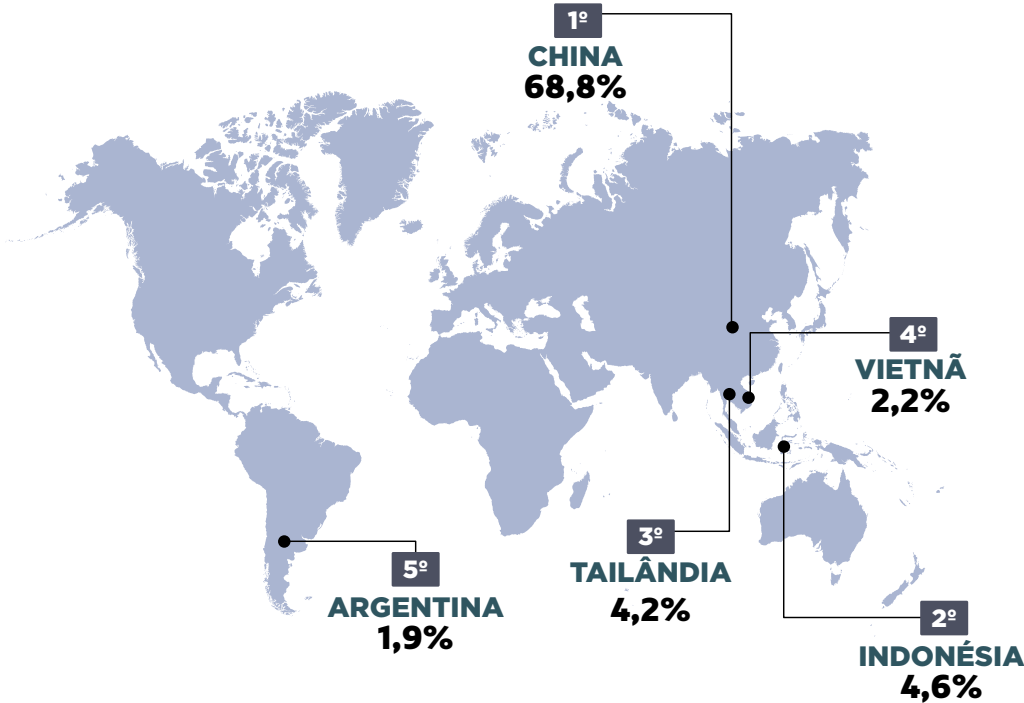 1º
CHINA
68,8%
4º
VIETNÃ
2,2%
3º
TAILÂNDIA
4,2%
5º
ARGENTINA
1,9%
2º
INDONÉSIA
4,6%